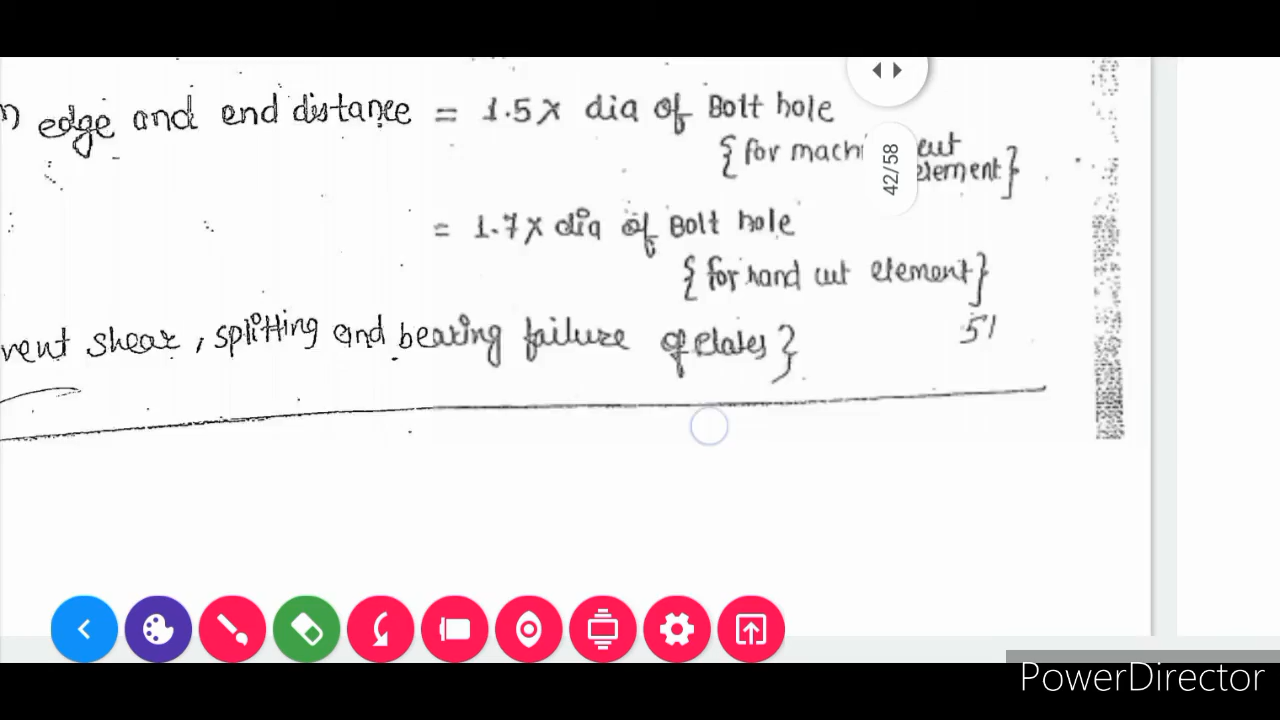 edge and end distance = 1.5 x dia of Bolt hole
{for machi cut
element}
42/58
= 1.7 x dia of Bolt hole
{for hand cut element}
vent shear, splitting and bearing failure of plates}
51
PowerDirector